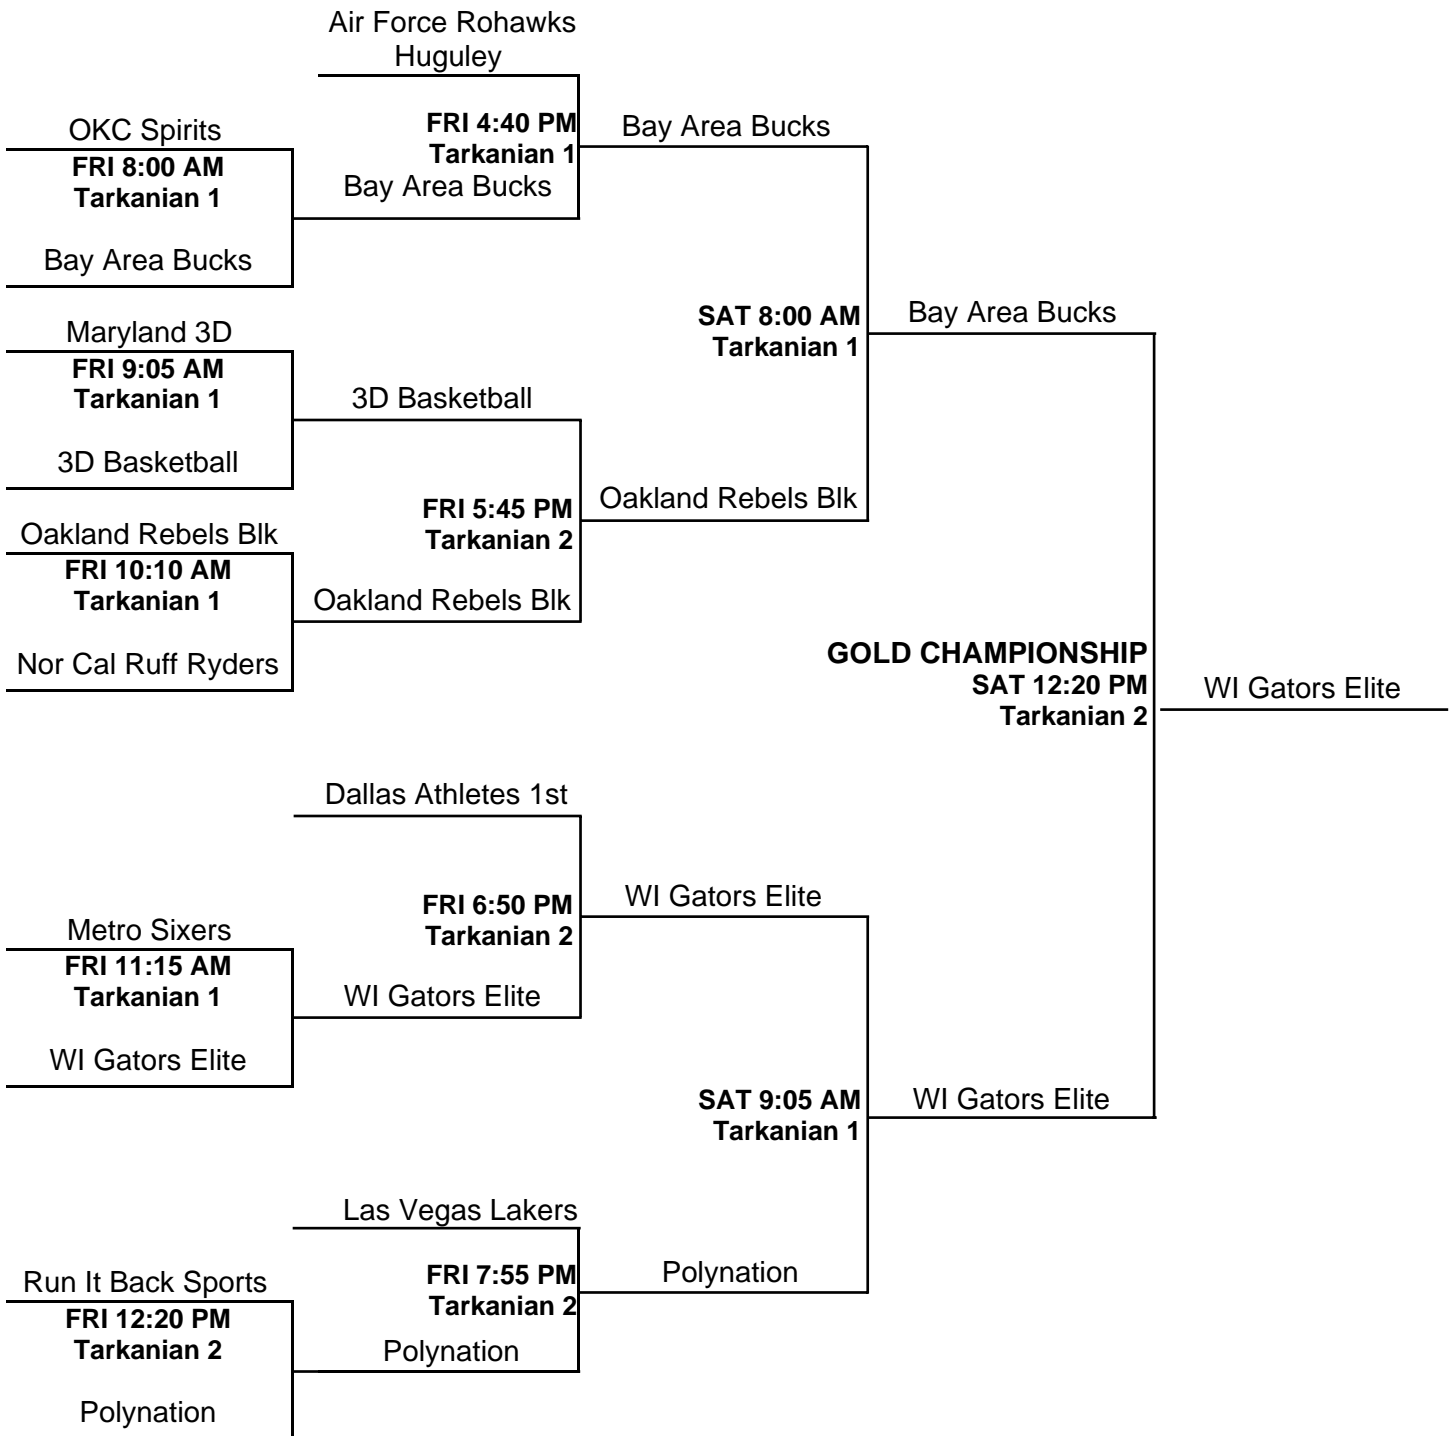 Air Force Rohawks
Huguley
OKC Spirits
FRI 8:00 AM
Tarkanian 1
Bay Area Bucks
FRI 4:40 PM
Tarkanian 1
Bay Area Bucks
Bay Area Bucks
Maryland 3D
FRI 9:05 AM
Tarkanian 1
3D Basketball
3D Basketball
SAT 8:00 AM
Tarkanian 1
Bay Area Bucks
Oakland Rebels Blk
FRI 10:10 AM
Tarkanian 1
Nor Cal Ruff Ryders
FRI 5:45 PM
Tarkanian 2
Oakland Rebels Blk
Oakland Rebels Blk
GOLD CHAMPIONSHIP
SAT 12:20 PM
Tarkanian 2
WI Gators Elite
Dallas Athletes 1st
Metro Sixers
FRI 11:15 AM
Tarkanian 1
WI Gators Elite
FRI 6:50 PM
Tarkanian 2
WI Gators Elite
WI Gators Elite
SAT 9:05 AM
Tarkanian 1
WI Gators Elite
Las Vegas Lakers
Run It Back Sports
FRI 12:20 PM
Tarkanian 2
Polynation
FRI 7:55 PM
Tarkanian 2
Polynation
Polynation